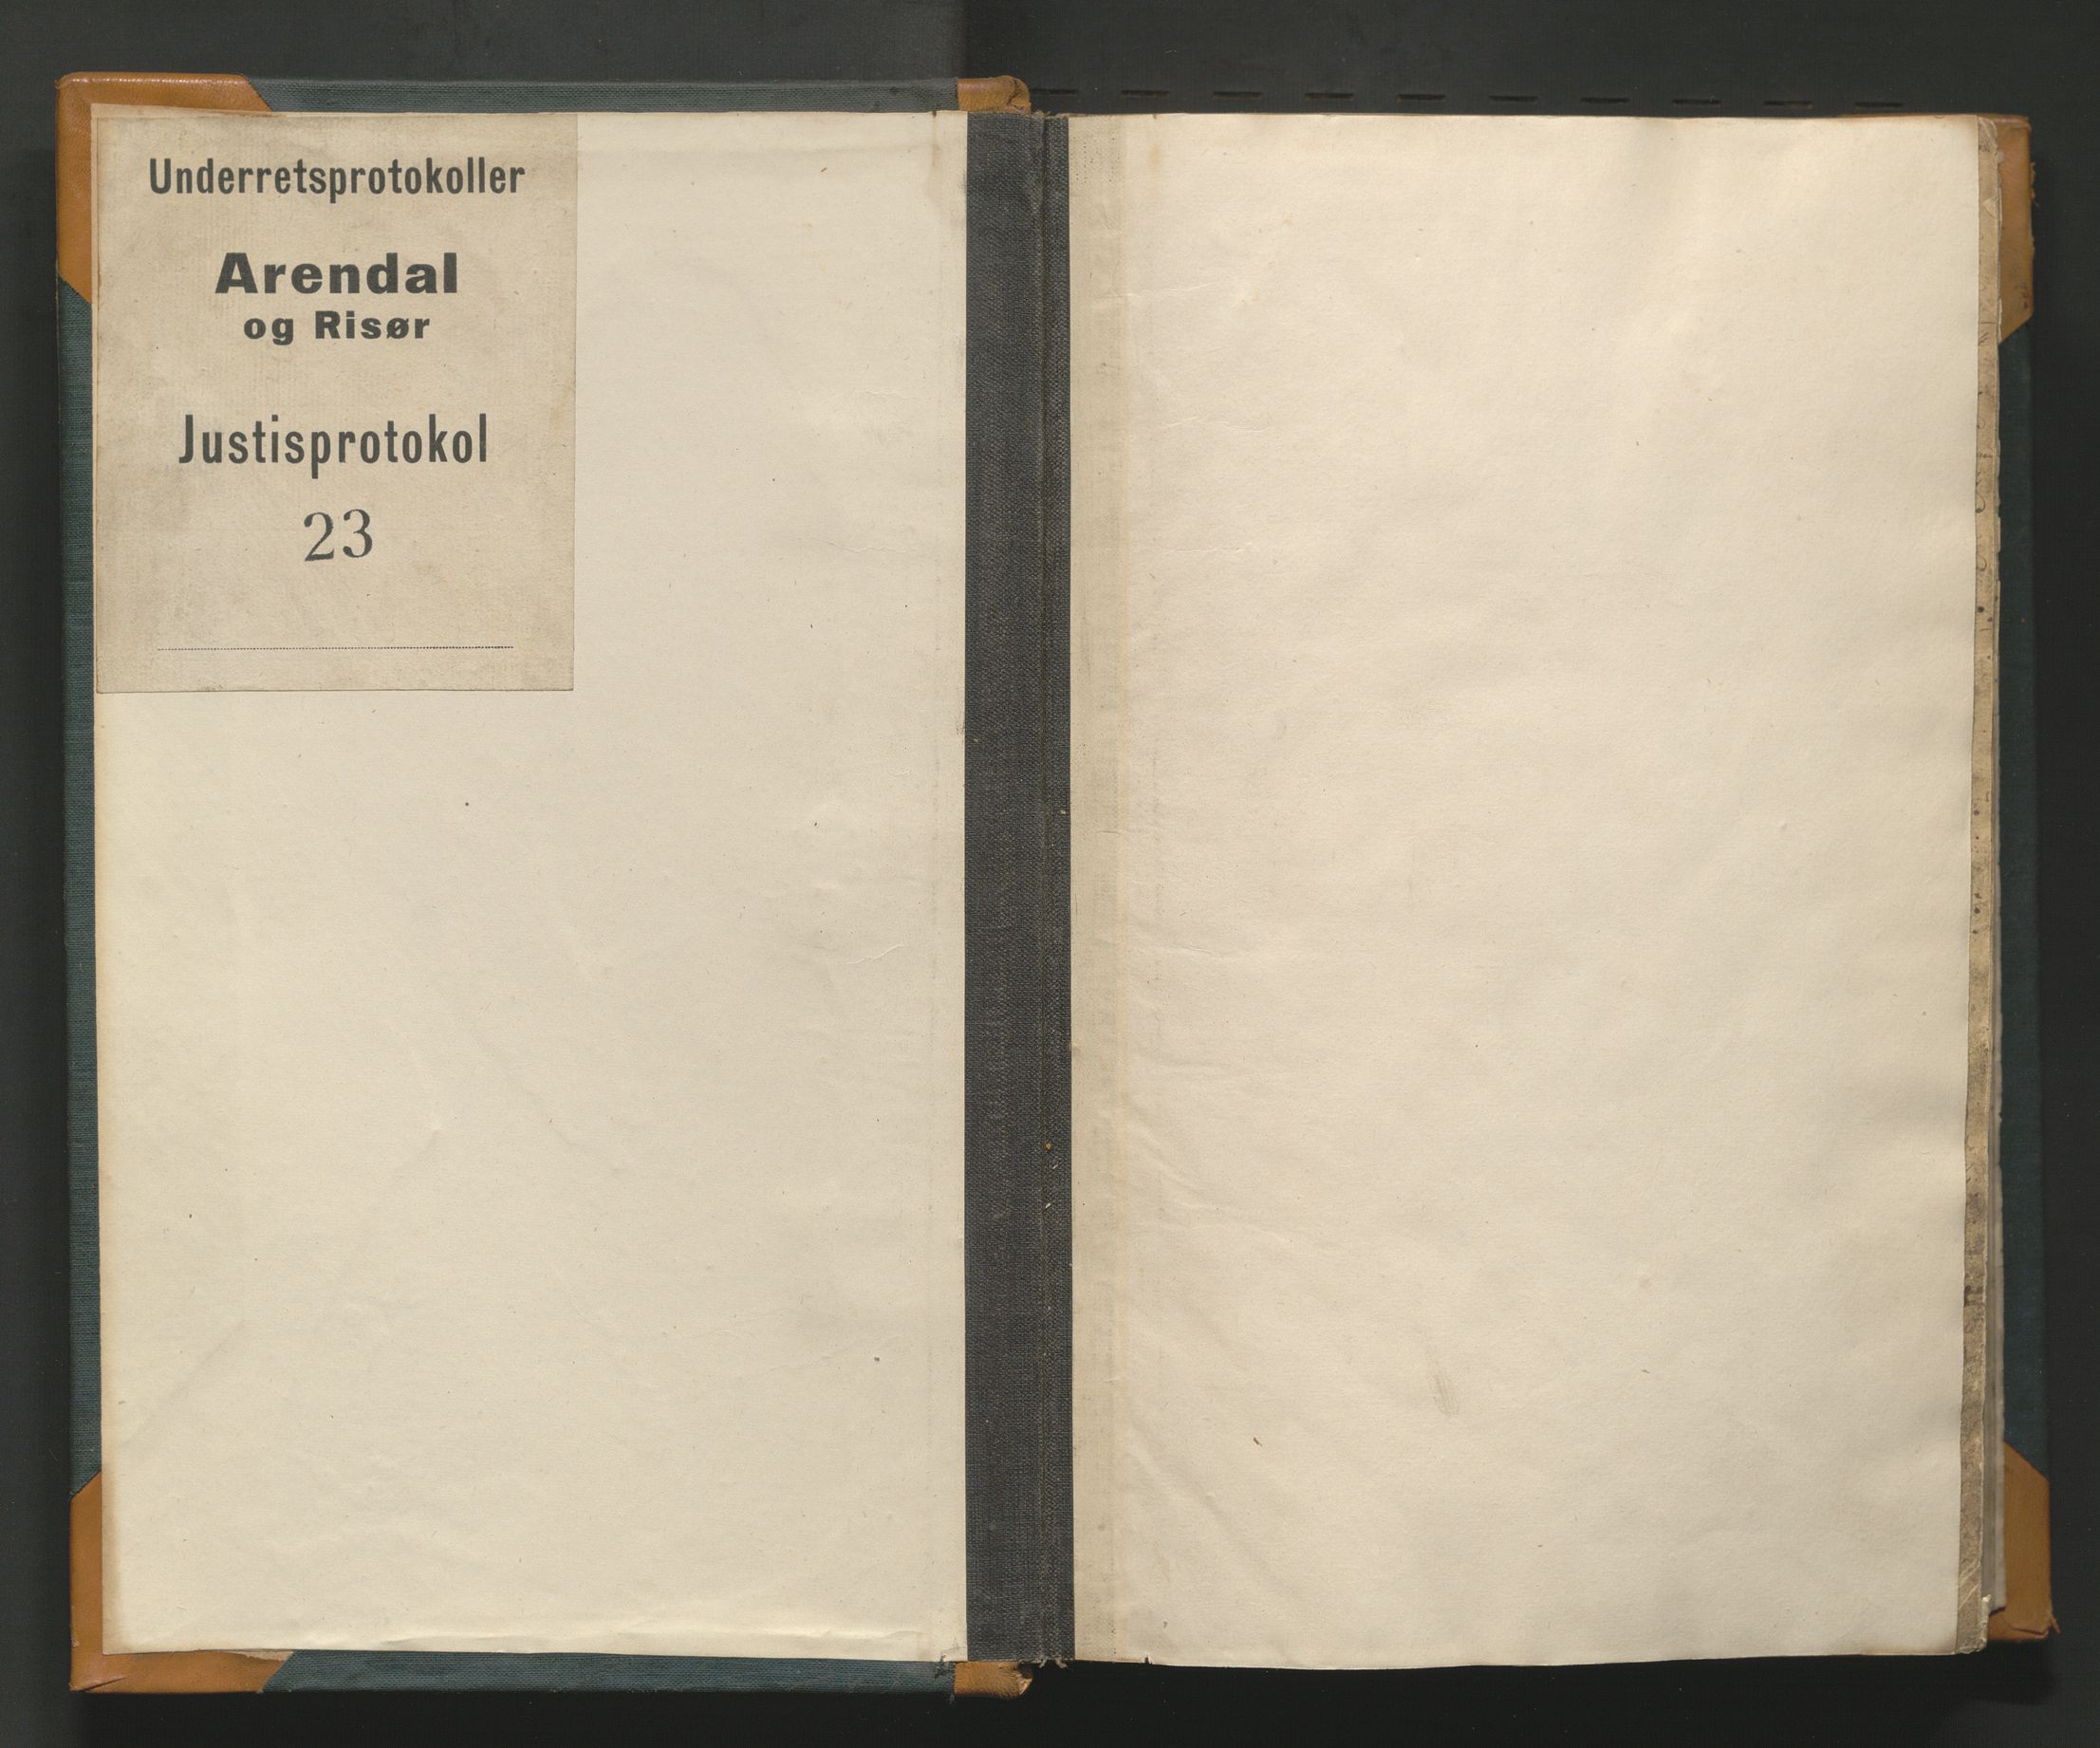 Underretsprotokoller
Arendal
og Risør
Justisprotokol
23